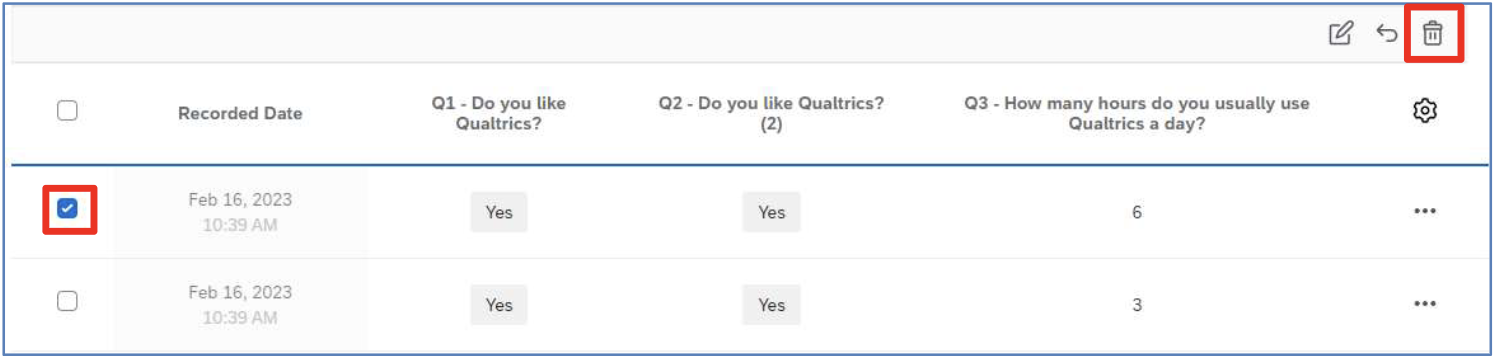 Recorded Date
Q1 - Do you like
Qualtrics?
Q2 - Do you like Qualtrics?
(2)
Q3 - How many hours do you usually use
Qualtrics a day?
Feb 16, 2023
10:39 AM
Yes
Yes
6
Feb 16, 2023
10:39 AM
Yes
Yes
3